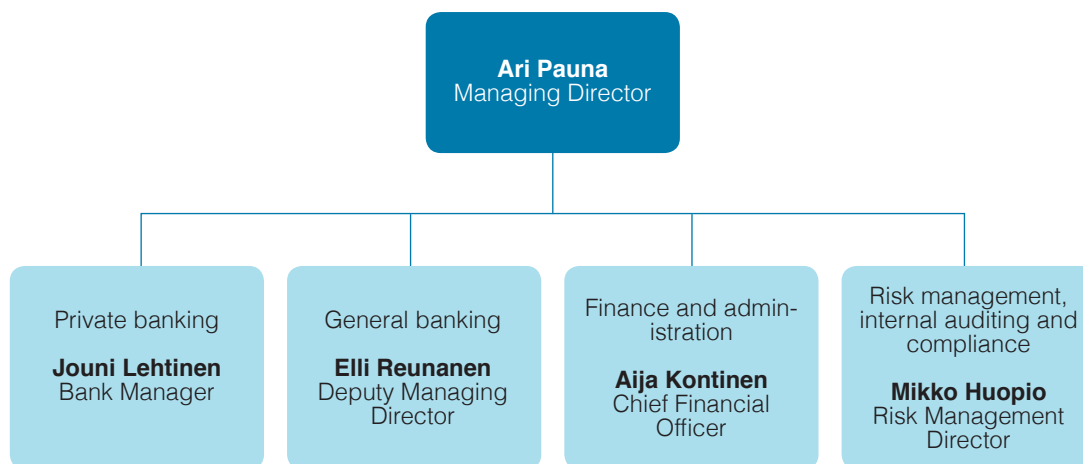 Ari Pauna
Managing Director
Private banking
Jouni Lehtinen
Bank Manager
General banking
Elli Reunanen
Deputy Managing
Director
Finance and admin-
istration
Aija Kontinen
Chief Financial
Officer
Risk management,
internal auditing and
compliance
Mikko Huopio
Risk Management
Director